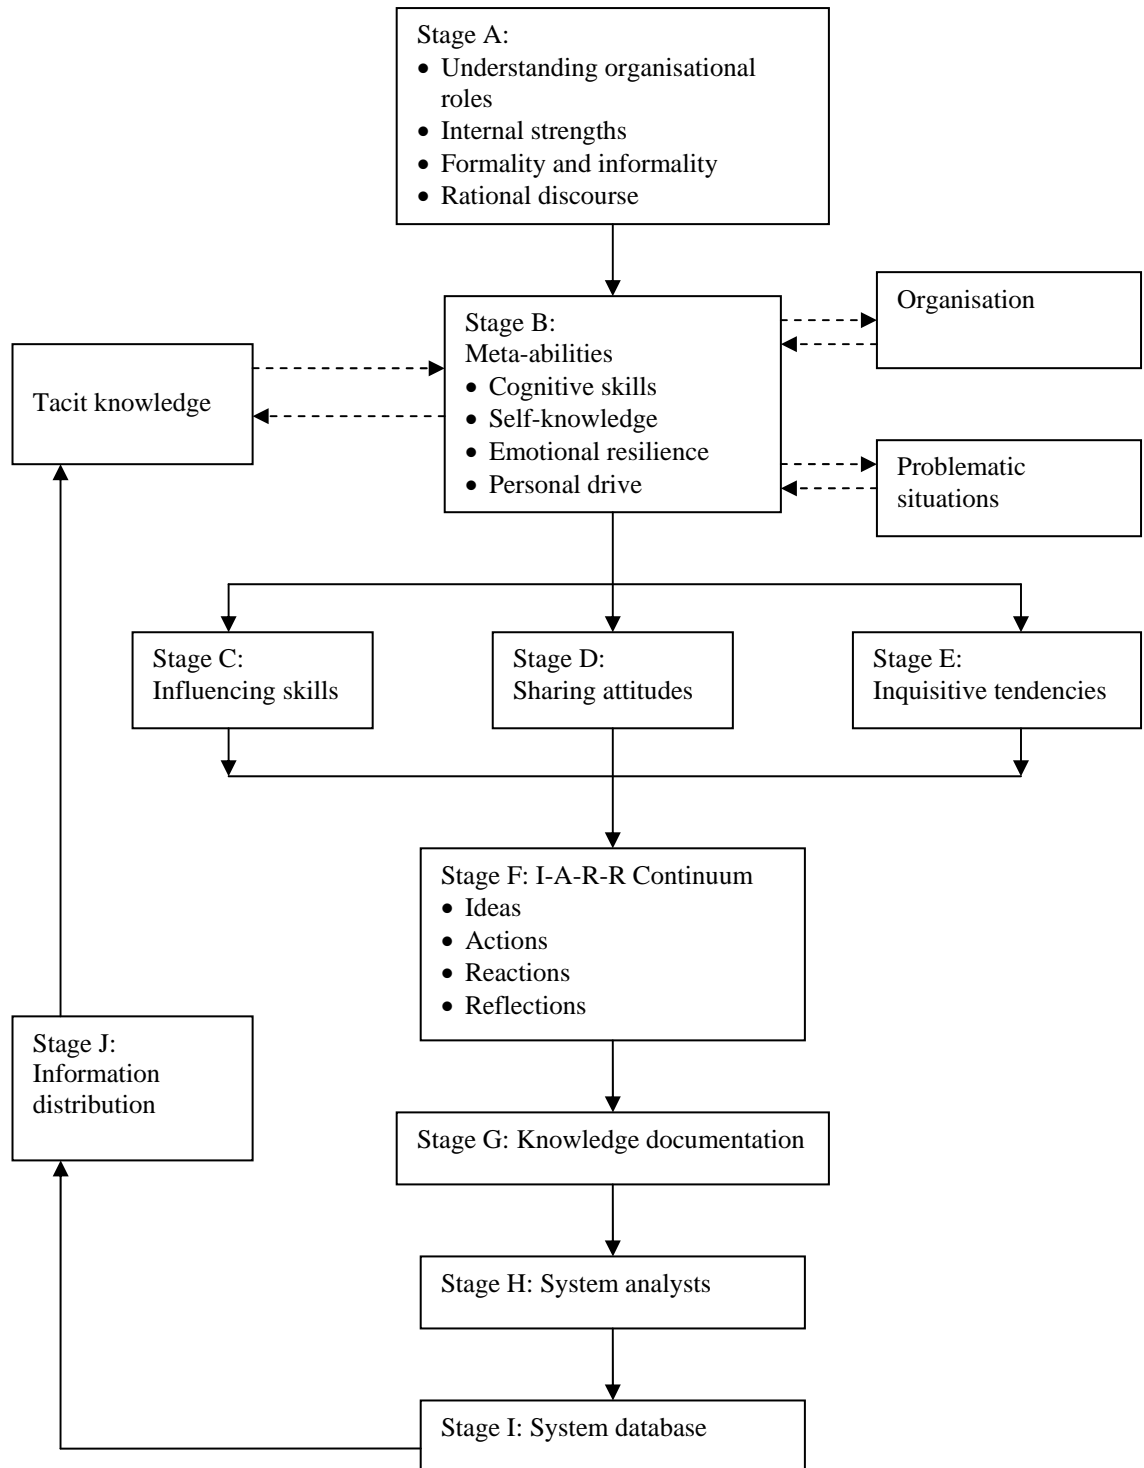 Stage A:
• Understanding organisational
roles
• Internal strengths
• Formality and informality
• Rational discourse
Organisation
Stage B:
Meta-abilities
• Cognitive skills
• Self-knowledge
• Emotional resilience
• Personal drive
Tacit knowledge
Problematic
situations
Stage C:
Influencing skills
Stage D:
Sharing attitudes
Stage E:
Inquisitive tendencies
Stage F: I-A-R-R Continuum
• Ideas
• Actions
• Reactions
• Reflections
Stage J:
Information
distribution
Stage G: Knowledge documentation
Stage H: System analysts
Stage I: System database